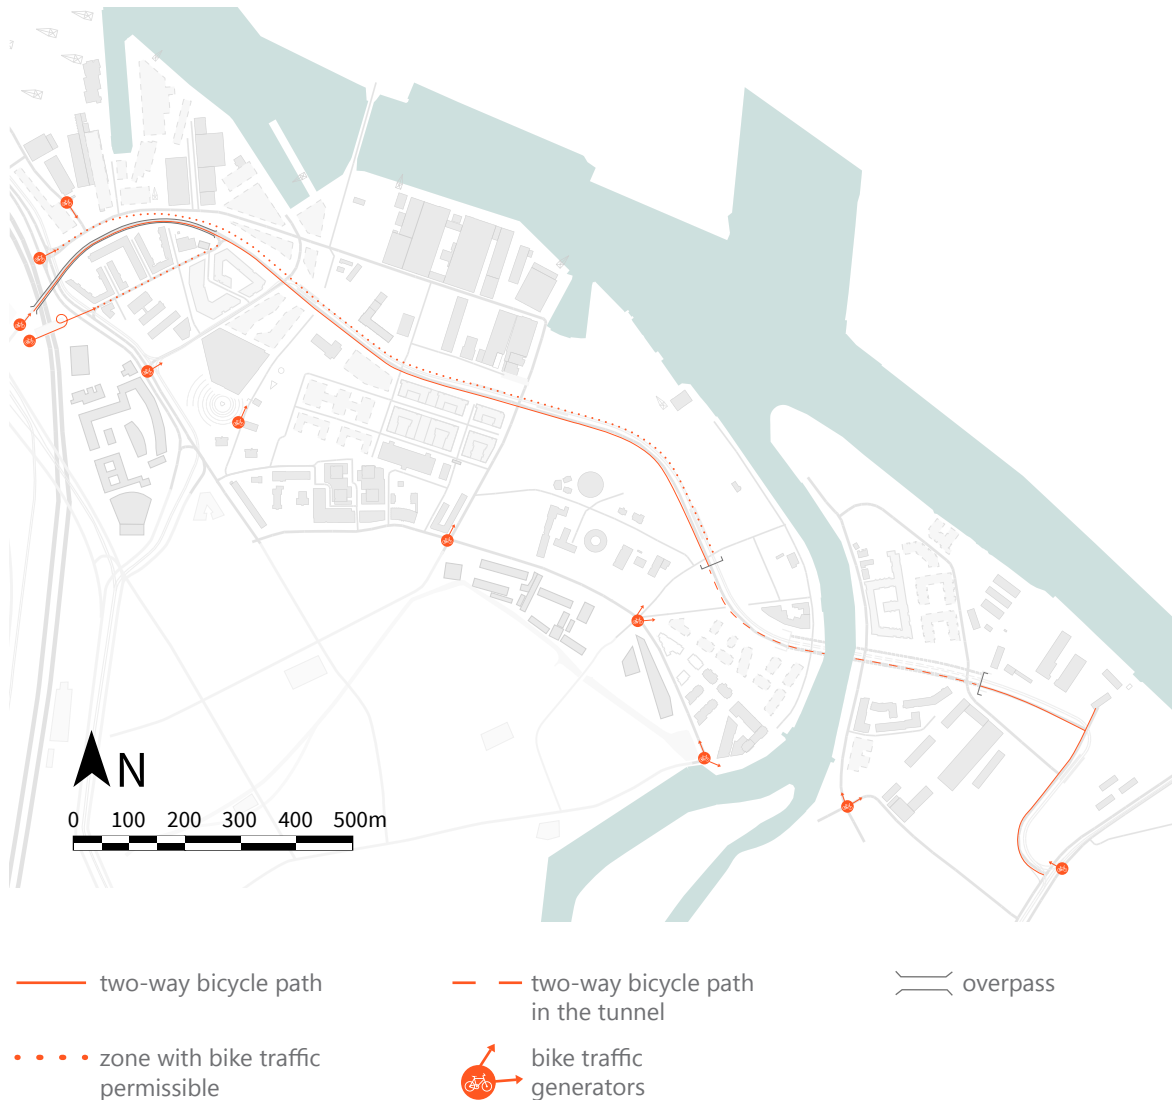 N
0 100 200 300 400 500m
two-way bicycle path
two-way bicycle path
in the tunnel
overpass
zone with bike traffic
permissible
bike traffic
generators